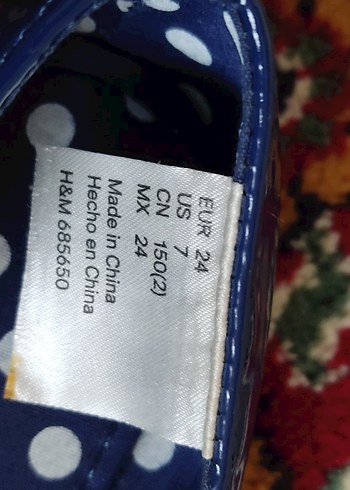 EUR 24
US 7
CN 150(2)
MX 24
Made in China
Hecho en China
H&M 685650